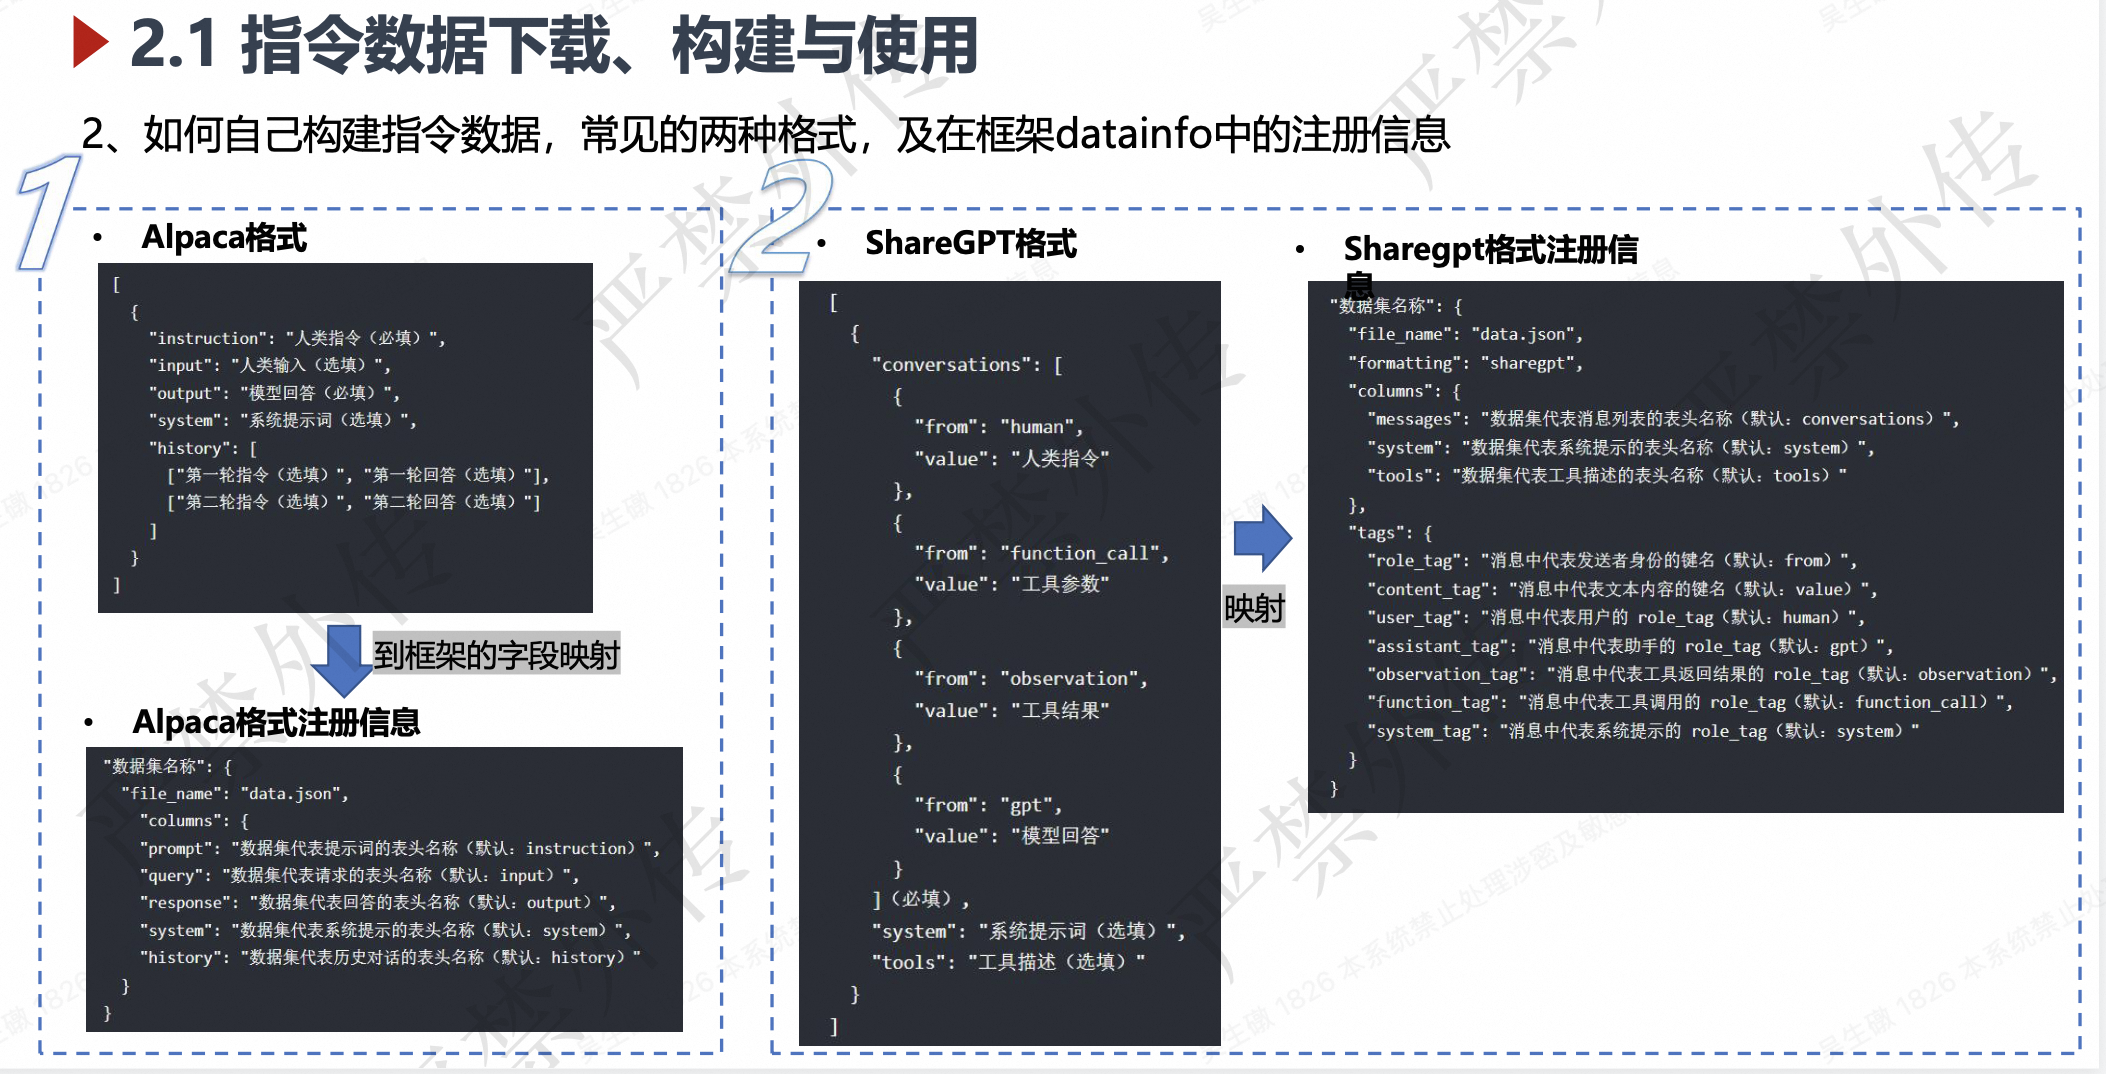 2.1 指令数据下载、构建与使用
2、如何自己构建指令数据，常见的两种格式，及在框架datainfo中的注册信息
1
• Alpaca格式
[
{
"instruction": "人类指令（必填）",
"input": "人类输入（选填）",
"output": "模型回答（必填）",
"system": "系统提示词（选填）",
"history": [
["第一轮指令（选填）", "第一轮回答（选填）"],
["第二轮指令（选填）", "第二轮回答（选填）"]
]
}
]
到框架的字段映射
• Alpaca格式注册信息
"数据集名称": {
"file_name": "data.json",
"columns": {
"prompt": "数据集代表提示词的表头名称（默认: instruction）",
"query": "数据集代表请求的表头名称（默认: input）",
"response": "数据集代表回答的表头名称（默认: output）",
"system": "数据集代表系统提示的表头名称（默认: system）",
"history": "数据集代表历史对话的表头名称（默认: history）"
}
}
2
• ShareGPT格式
[
{
"conversations": [
{
"from": "human",
"value": "人类指令"
},
{
"from": "function_call",
"value": "工具参数"
},
{
"from": "observation",
"value": "工具结果"
},
{
"from": "gpt",
"value": "模型回答"
}
]（必填）,
"system": "系统提示词（选填）",
"tools": "工具描述（选填）"
}
]
映射
• Sharegpt格式注册信
息
"数据集名称": {
"file_name": "data.json",
"formatting": "sharegpt",
"columns": {
"messages": "数据集代表消息列表的表头名称（默认: conversations）",
"system": "数据集代表系统提示的表头名称（默认: system）",
"tools": "数据集代表工具描述的表头名称（默认: tools）"
},
"tags": {
"role_tag": "消息中代表发送者身份的键名（默认: from）",
"content_tag": "消息中代表文本内容的键名（默认: value）",
"user_tag": "消息中代表用户的 role_tag（默认: human）",
"assistant_tag": "消息中代表助手的 role_tag（默认: gpt）",
"observation_tag": "消息中代表工具返回结果的 role_tag（默认: observation）",
"function_tag": "消息中代表工具调用的 role_tag（默认: function_call）",
"system_tag": "消息中代表系统提示的 role_tag（默认: system）"
}
}
严禁外传
严禁外传
严禁外传
严禁外传
严禁外传